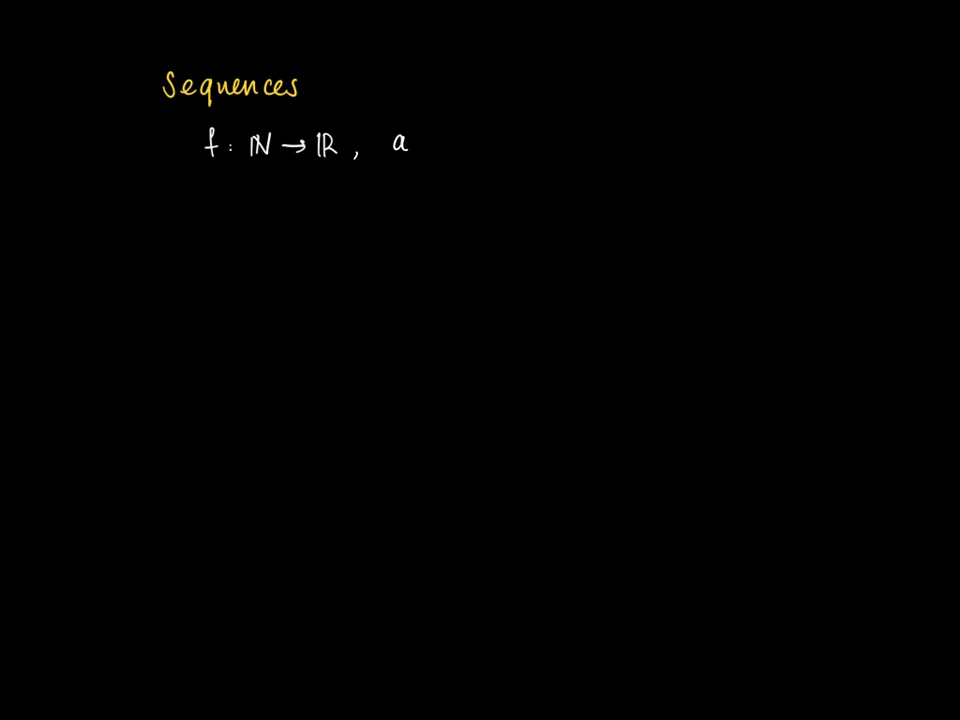 Sequences
f : ℕ → ℝ , a